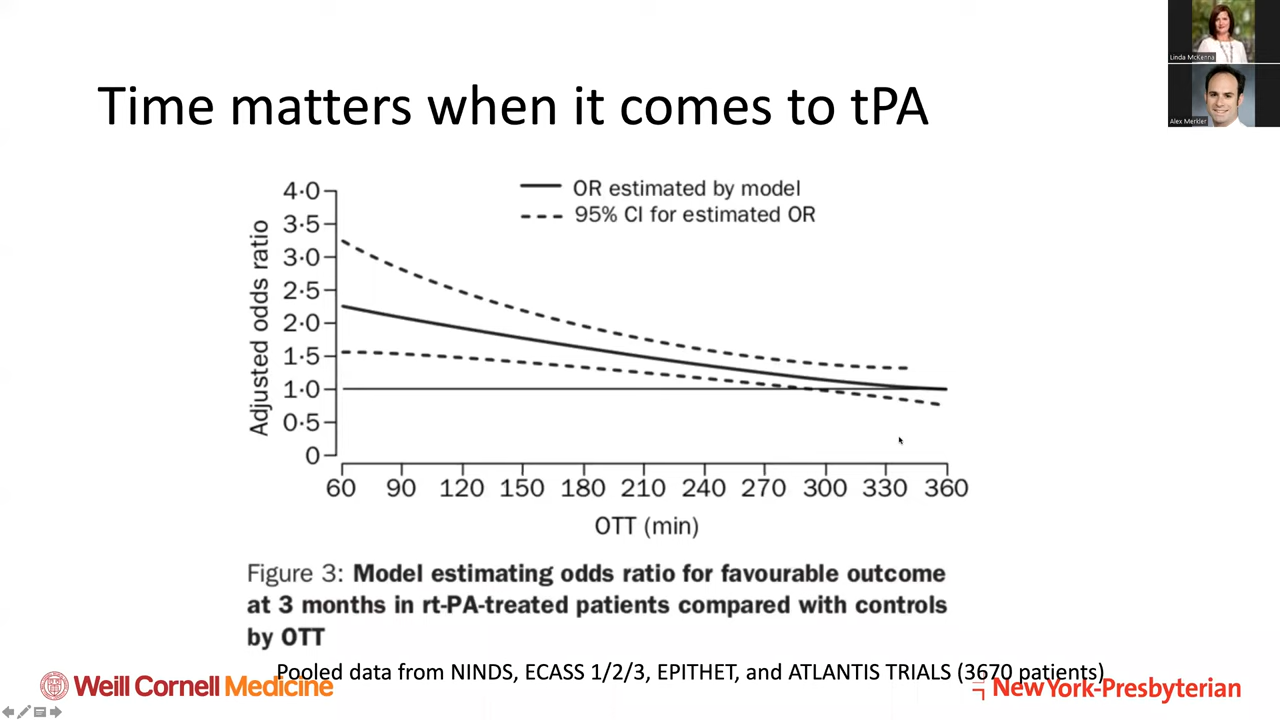 Time matters when it comes to tPA
Linda McKenna
Alex Merkler
OR estimated by model
95% CI for estimated OR
Adjusted odds ratio
4·0
3·5
3·0
2·5
2·0
1·5
1·0
0·5
0
60 90 120 150 180 210 240 270 300 330 360
OTT (min)
Figure 3: Model estimating odds ratio for favourable outcome
at 3 months in rt-PA-treated patients compared with controls
by OTT
Pooled data from NINDS, ECASS 1/2/3, EPITHET, and ATLANTIS TRIALS (3670 patients)
Weill Cornell Medicine
NewYork-Presbyterian